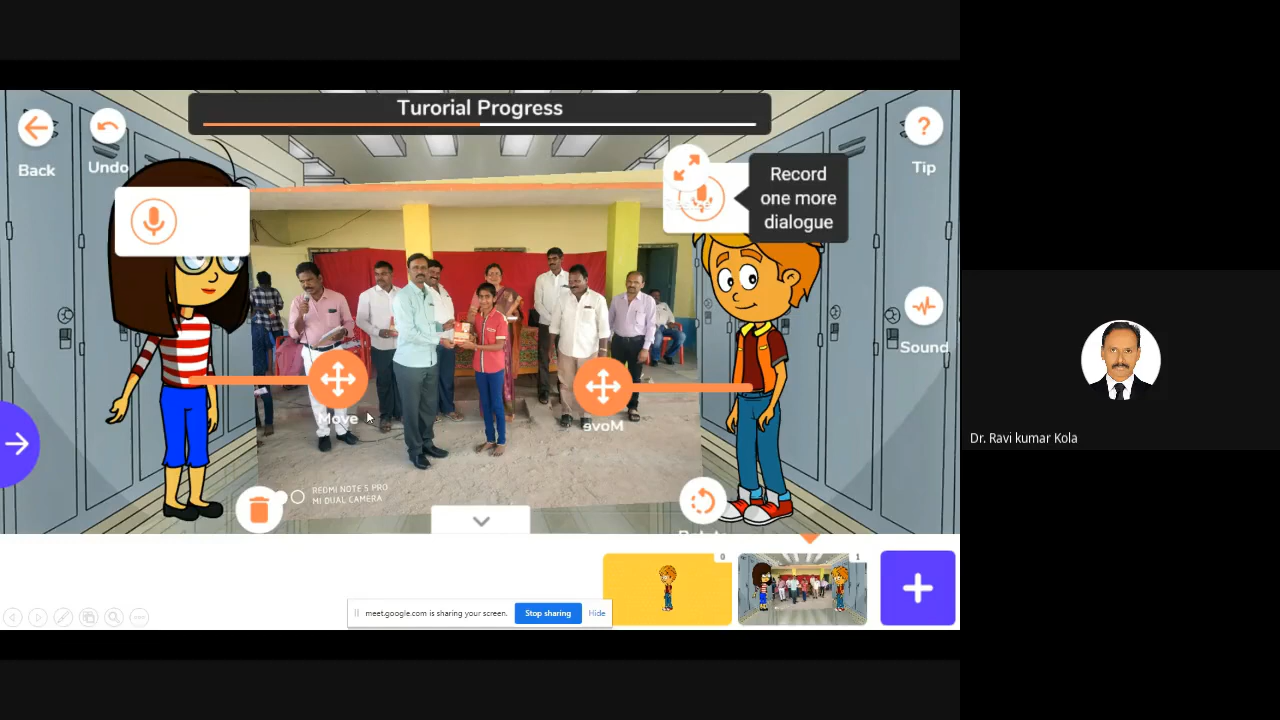 Turorial Progress
Back
Undo
Tip
Record
one more
dialogue
Sound
Move
Move
REDMI NOTE 5 PRO
MI DUAL CAMERA
0
1
meet.google.com is sharing your screen.
Stop sharing
Hide
Dr. Ravi kumar Kola